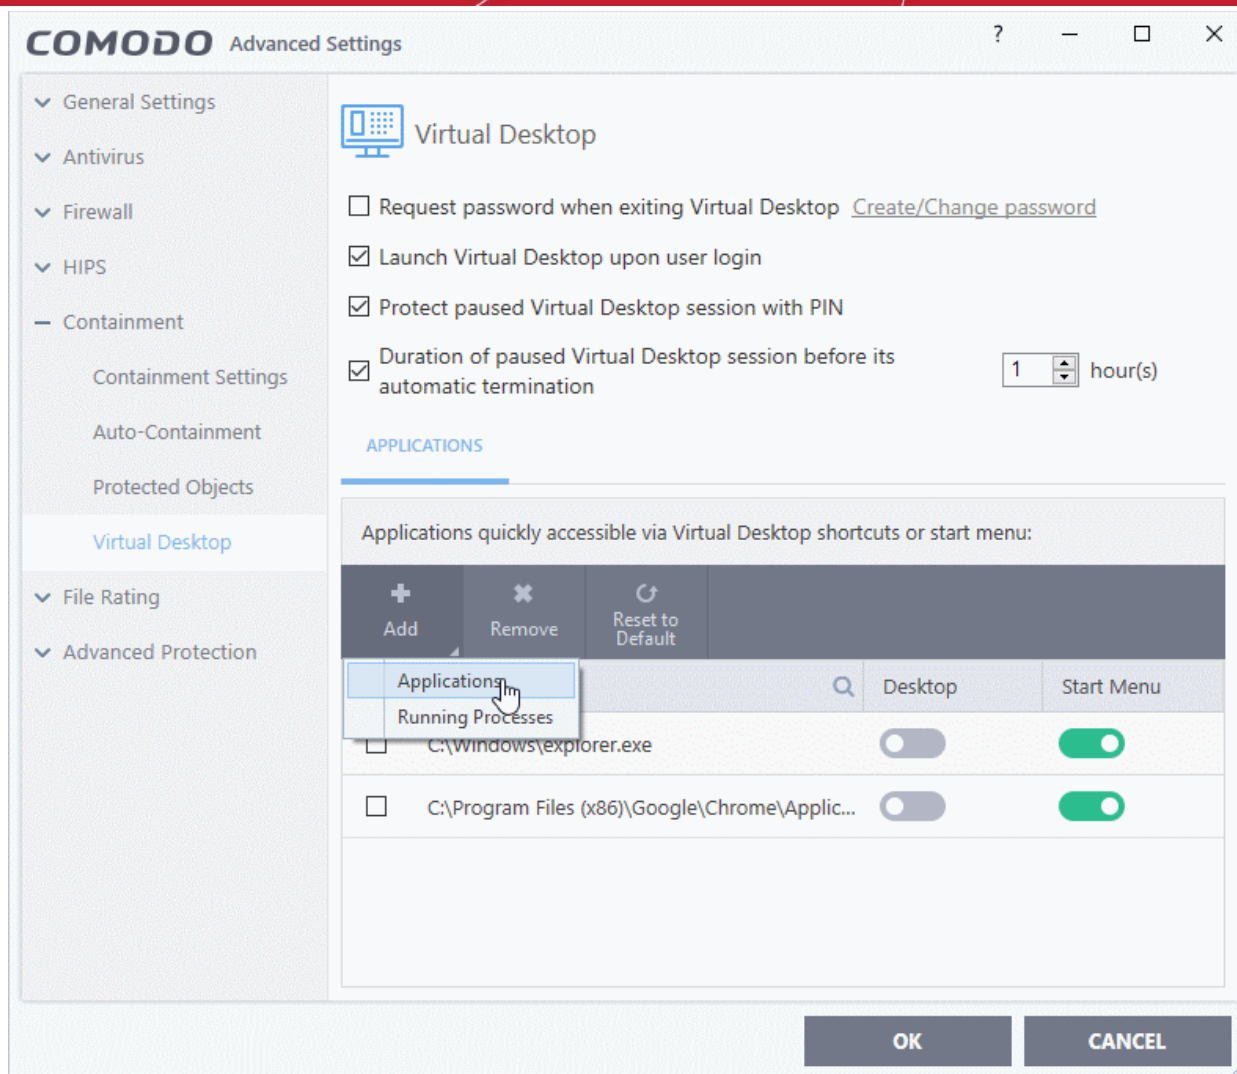 COMODO Advanced Settings ?
General Settings
Antivirus
Firewall
HIPS
Containment
Containment Settings
Auto-Containment
Protected Objects
Virtual Desktop
File Rating
Advanced Protection
Virtual Desktop
Request password when exiting Virtual Desktop Create/Change password
Launch Virtual Desktop upon user login
Protect paused Virtual Desktop session with PIN
Duration of paused Virtual Desktop session before its
automatic termination
1 hour(s)
APPLICATIONS
Applications quickly accessible via Virtual Desktop shortcuts or start menu:
Add
Remove
Reset to
Default
Applications
Running Processes
Desktop Start Menu
C:\Windows\explorer.exe
C:\Program Files (x86)\Google\Chrome\Applic...
OK CANCEL